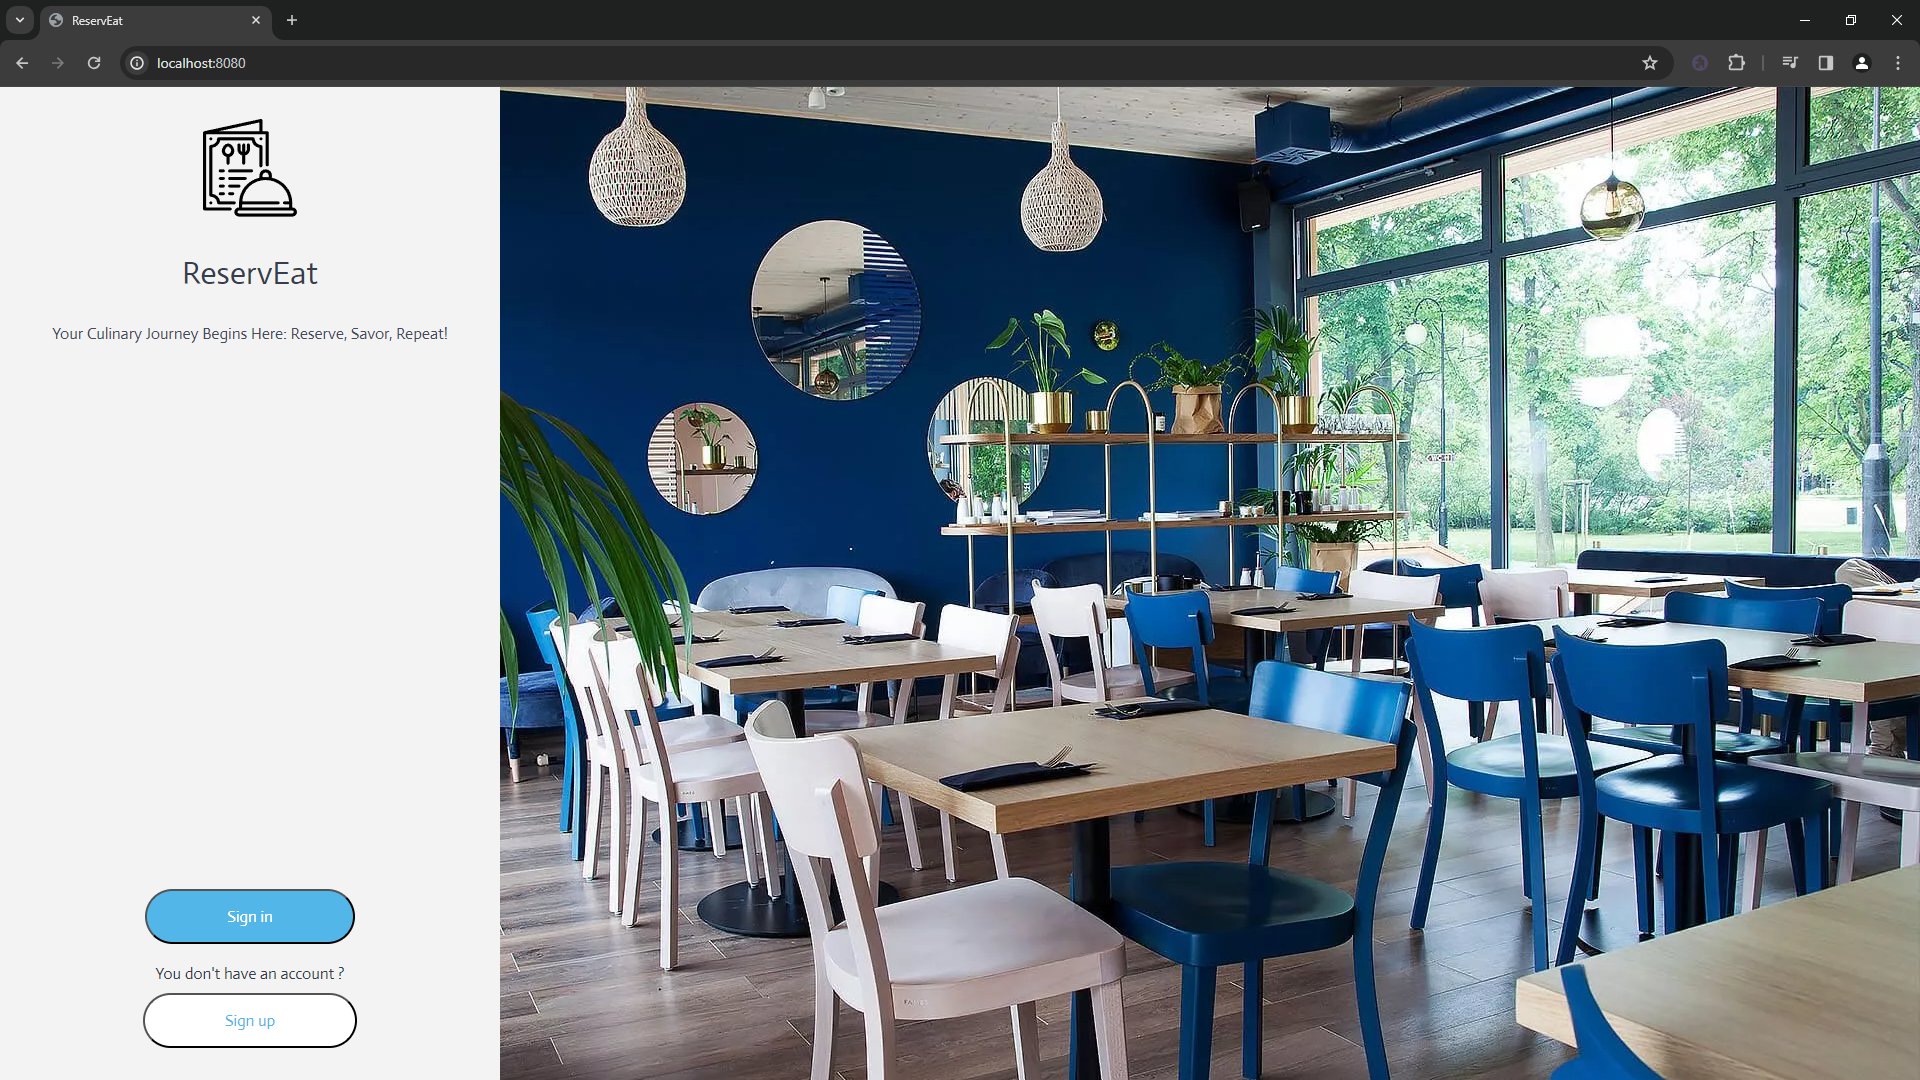 ReservEat
localhost:8080
ReservEat
Your Culinary Journey Begins Here: Reserve, Savor, Repeat!
Sign in
You don't have an account ?
Sign up